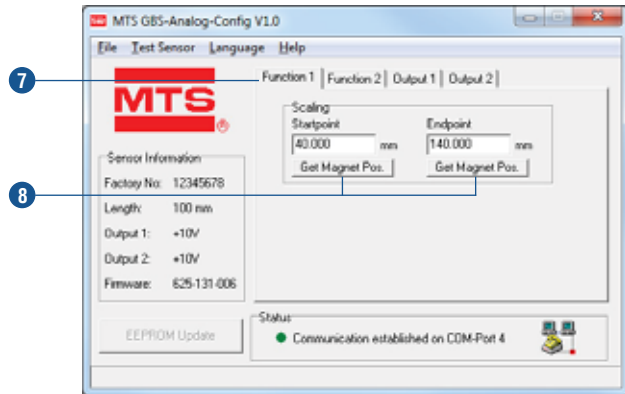 MTS GBS-Analog-Config V1.0
File Test Sensor Language Help
7
Function 1 Function 2 Output 1 Output 2
MTS
®
Scaling
Startpoint Endpoint
40.000 mm 140.000 mm
Get Magnet Pos. Get Magnet Pos.
8
Sensor Information
Factory No: 12345678
Length: 100 mm
Output 1: +10V
Output 2: +10V
Firmware: 625-131-006
EEPROM Update
Status
Communication established on COM-Port 4